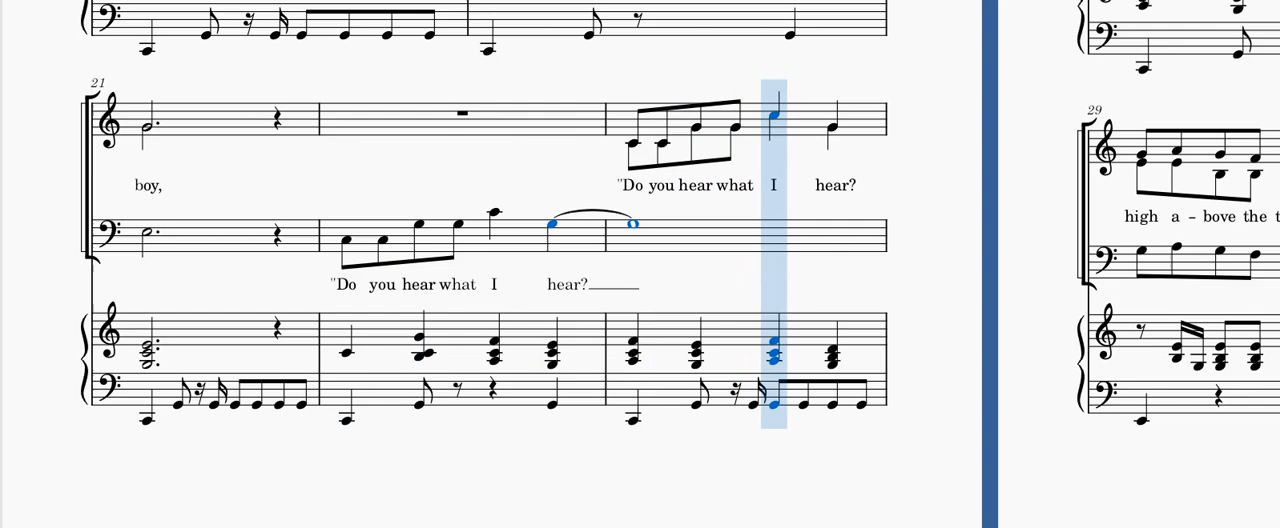 21
boy,
"Do you hear what I hear?
"Do you hear what I hear?
29
high a – bove the t